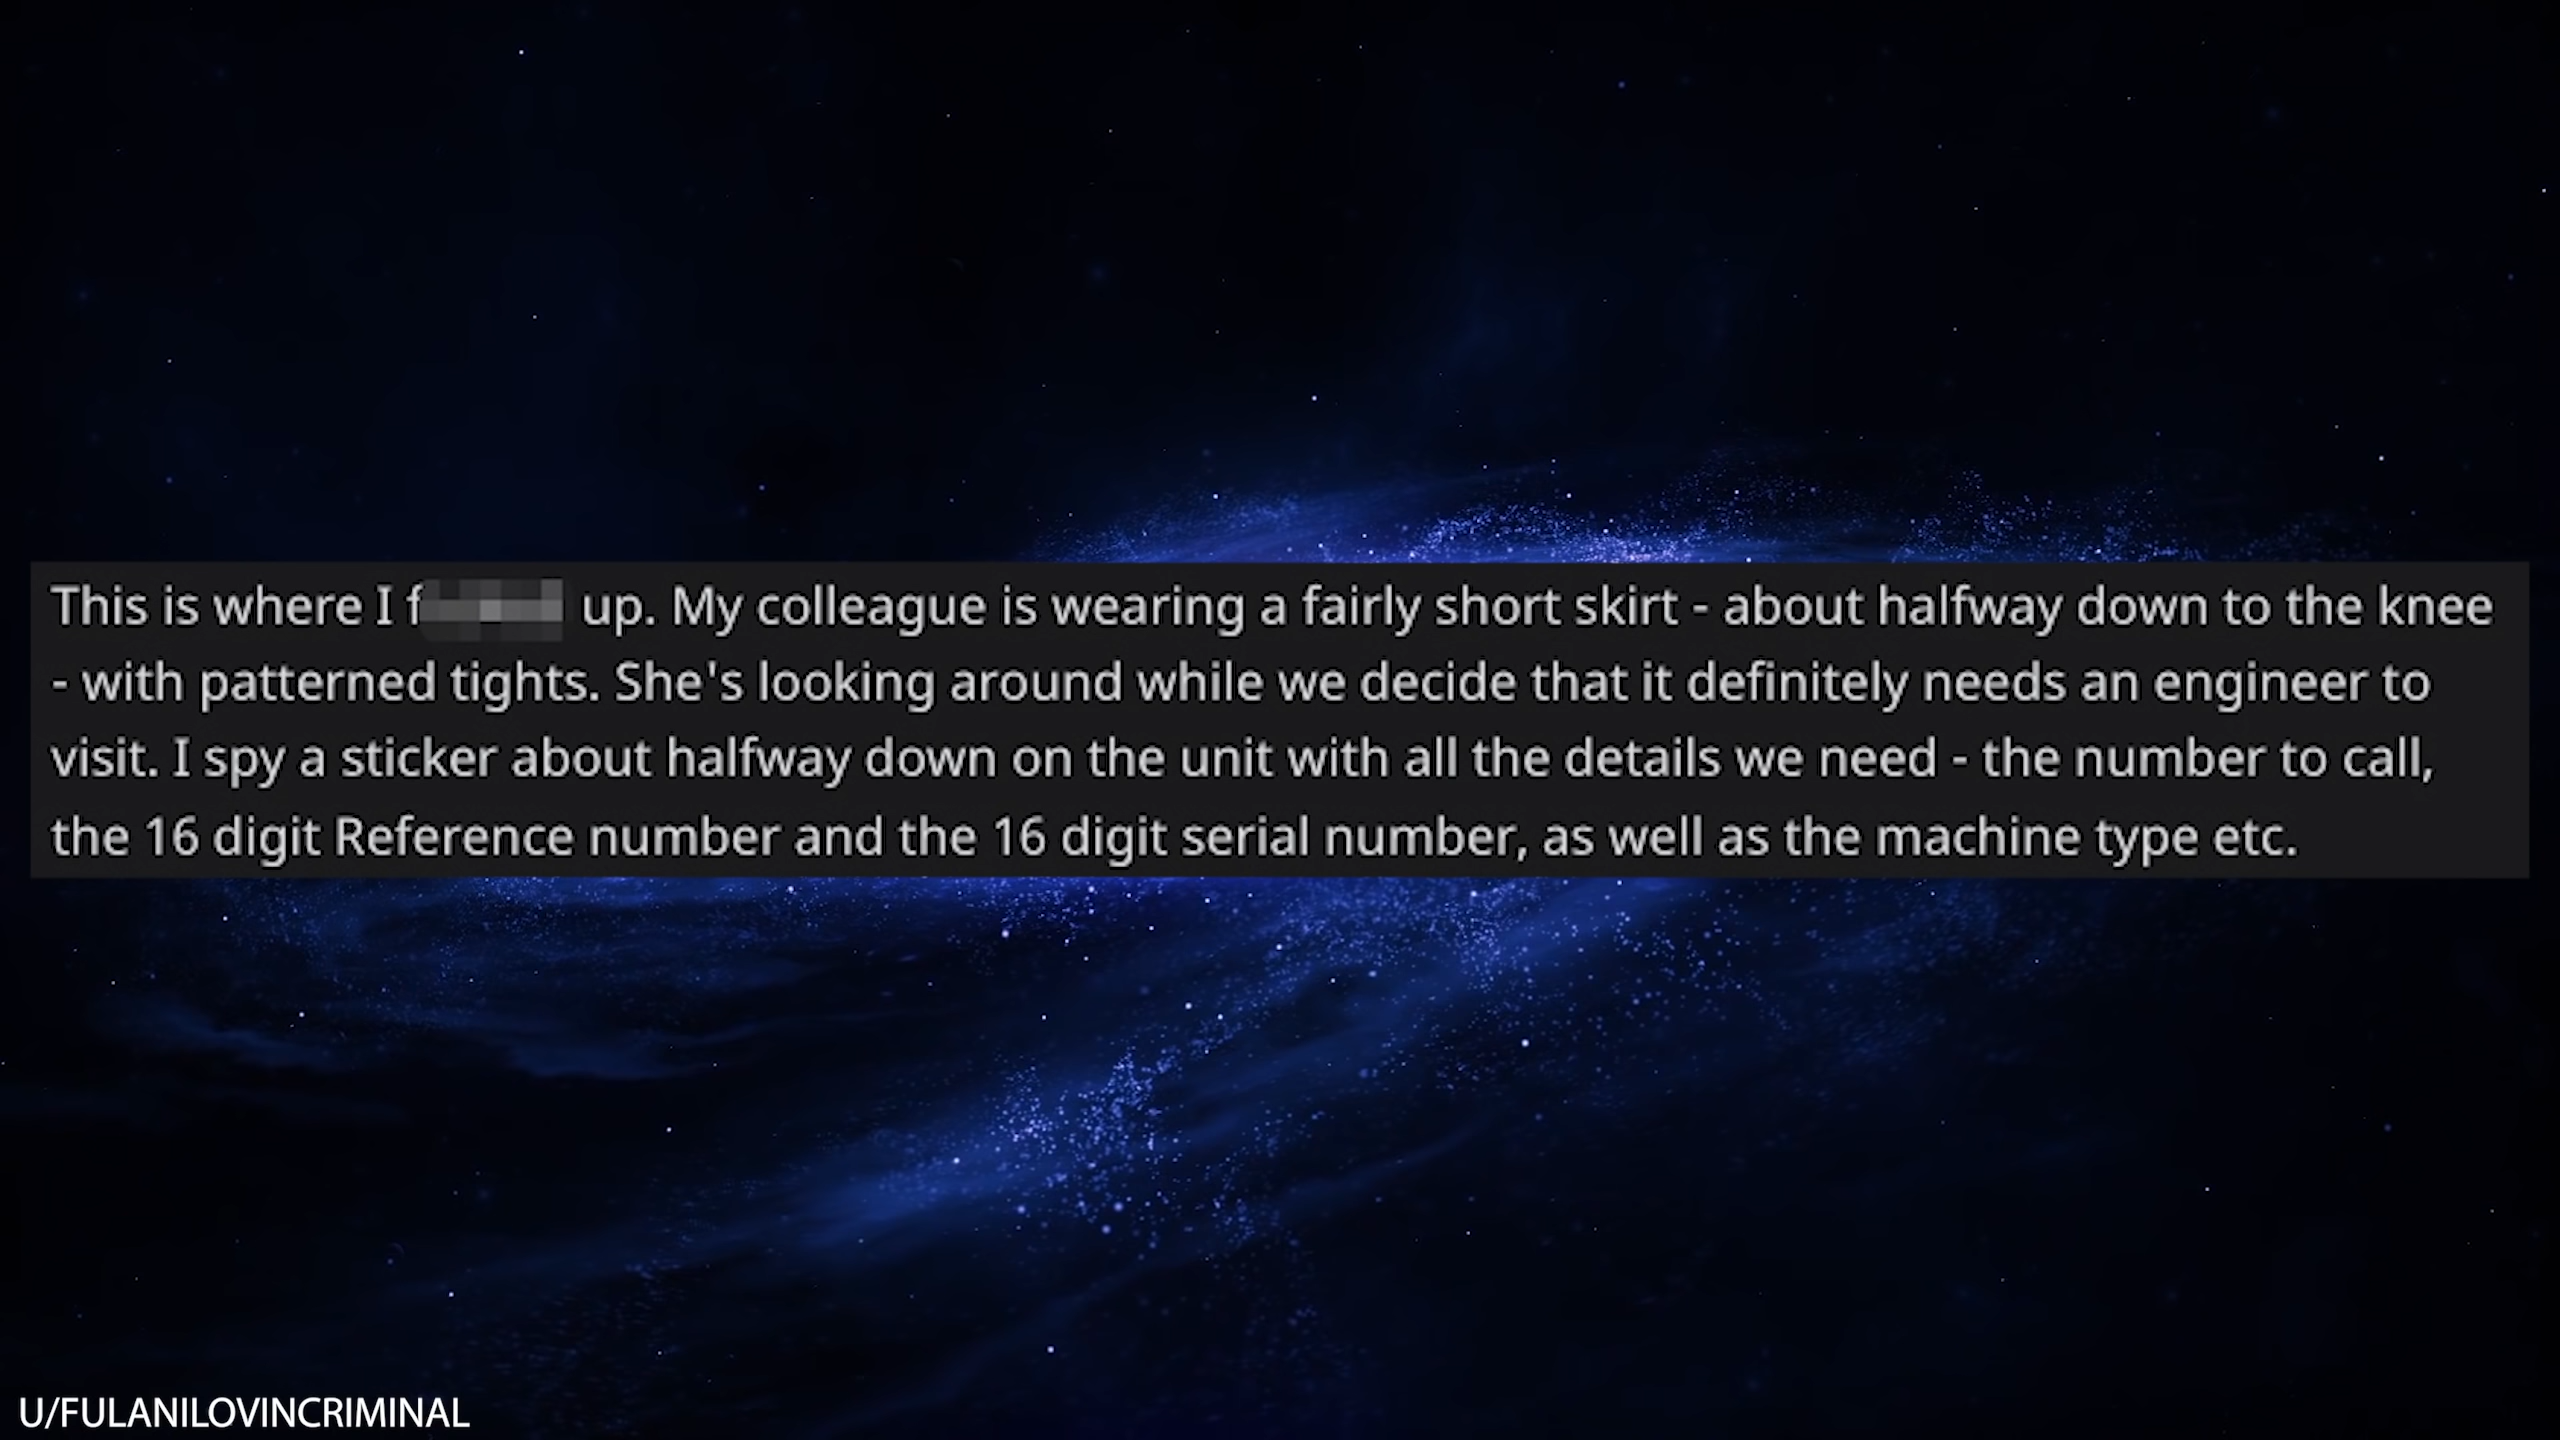 This is where I f up. My colleague is wearing a fairly short skirt - about halfway down to the knee
- with patterned tights. She's looking around while we decide that it definitely needs an engineer to
visit. I spy a sticker about halfway down on the unit with all the details we need - the number to call,
the 16 digit Reference number and the 16 digit serial number, as well as the machine type etc.
U/FULANILOVINCRIMINAL